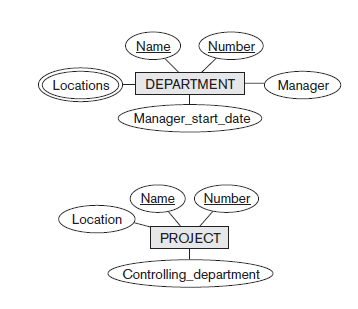 Name
Number
Locations
DEPARTMENT
Manager
Manager_start_date
Name
Number
Location
PROJECT
Controlling_department